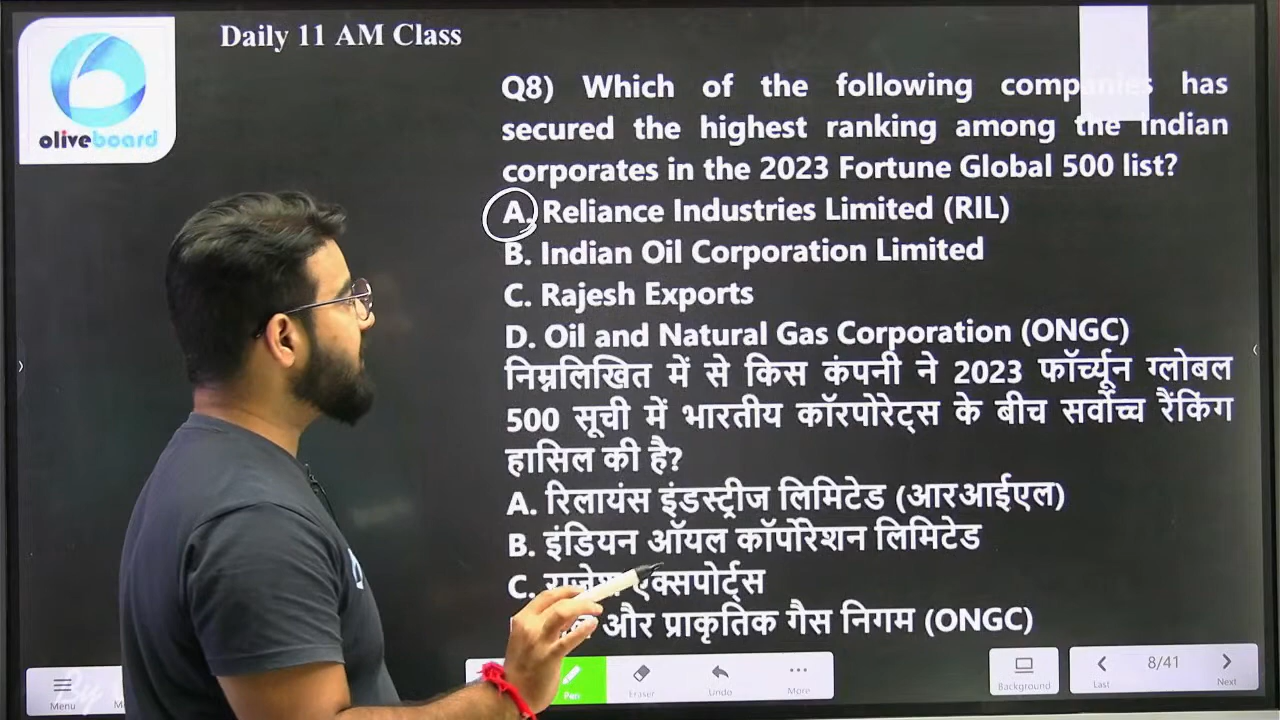 Daily 11 AM Class
oliveboard
Q8) Which of the following companies has
secured the highest ranking among the Indian
corporates in the 2023 Fortune Global 500 list?
A. Reliance Industries Limited (RIL)
B. Indian Oil Corporation Limited
C. Rajesh Exports
D. Oil and Natural Gas Corporation (ONGC)
निम्नलिखित में से किस कंपनी ने 2023 फॉर्च्यून ग्लोबल
500 सूची में भारतीय कॉरपोरेट्स के बीच सर्वोच्च रैंकिंग
हासिल की है?
A. रिलायंस इंडस्ट्रीज लिमिटेड (आरआईएल)
B. इंडियन ऑयल कॉर्पोरेशन लिमिटेड
C. राजेश एक्सपोर्ट्स
और प्राकृतिक गैस निगम (ONGC)
Menu
Pen
Eraser
Undo
More
Background
Last
8/41
Next